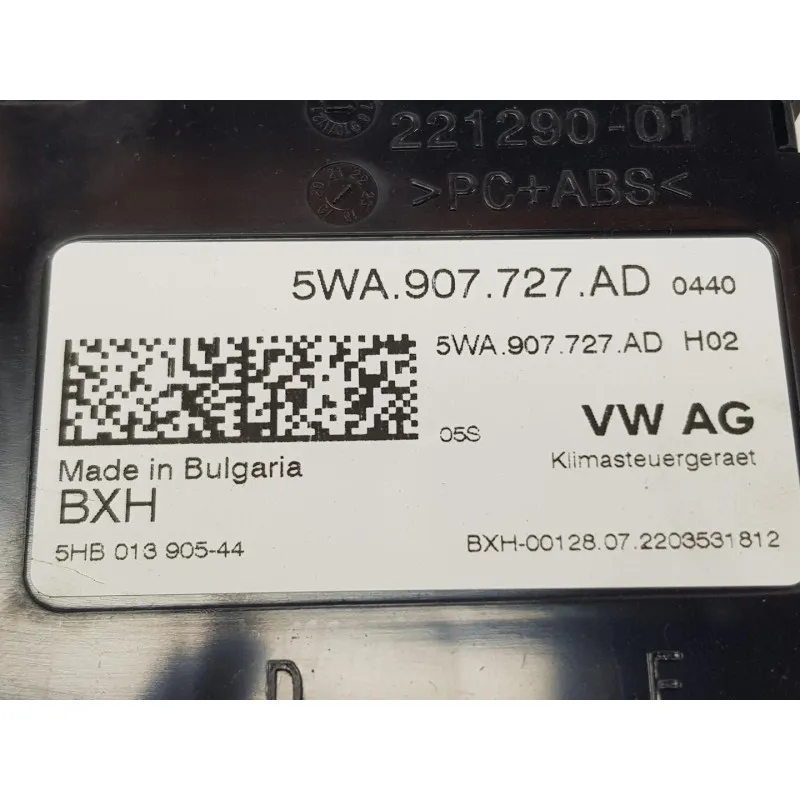 221290-01
>PC+ABS<
5WA.907.727.AD 0440
5WA.907.727.AD H02
05S
VW AG
Klimasteuergeraet
Made in Bulgaria
BXH
5HB 013 905-44
BXH-00128.07.2203531812
D E